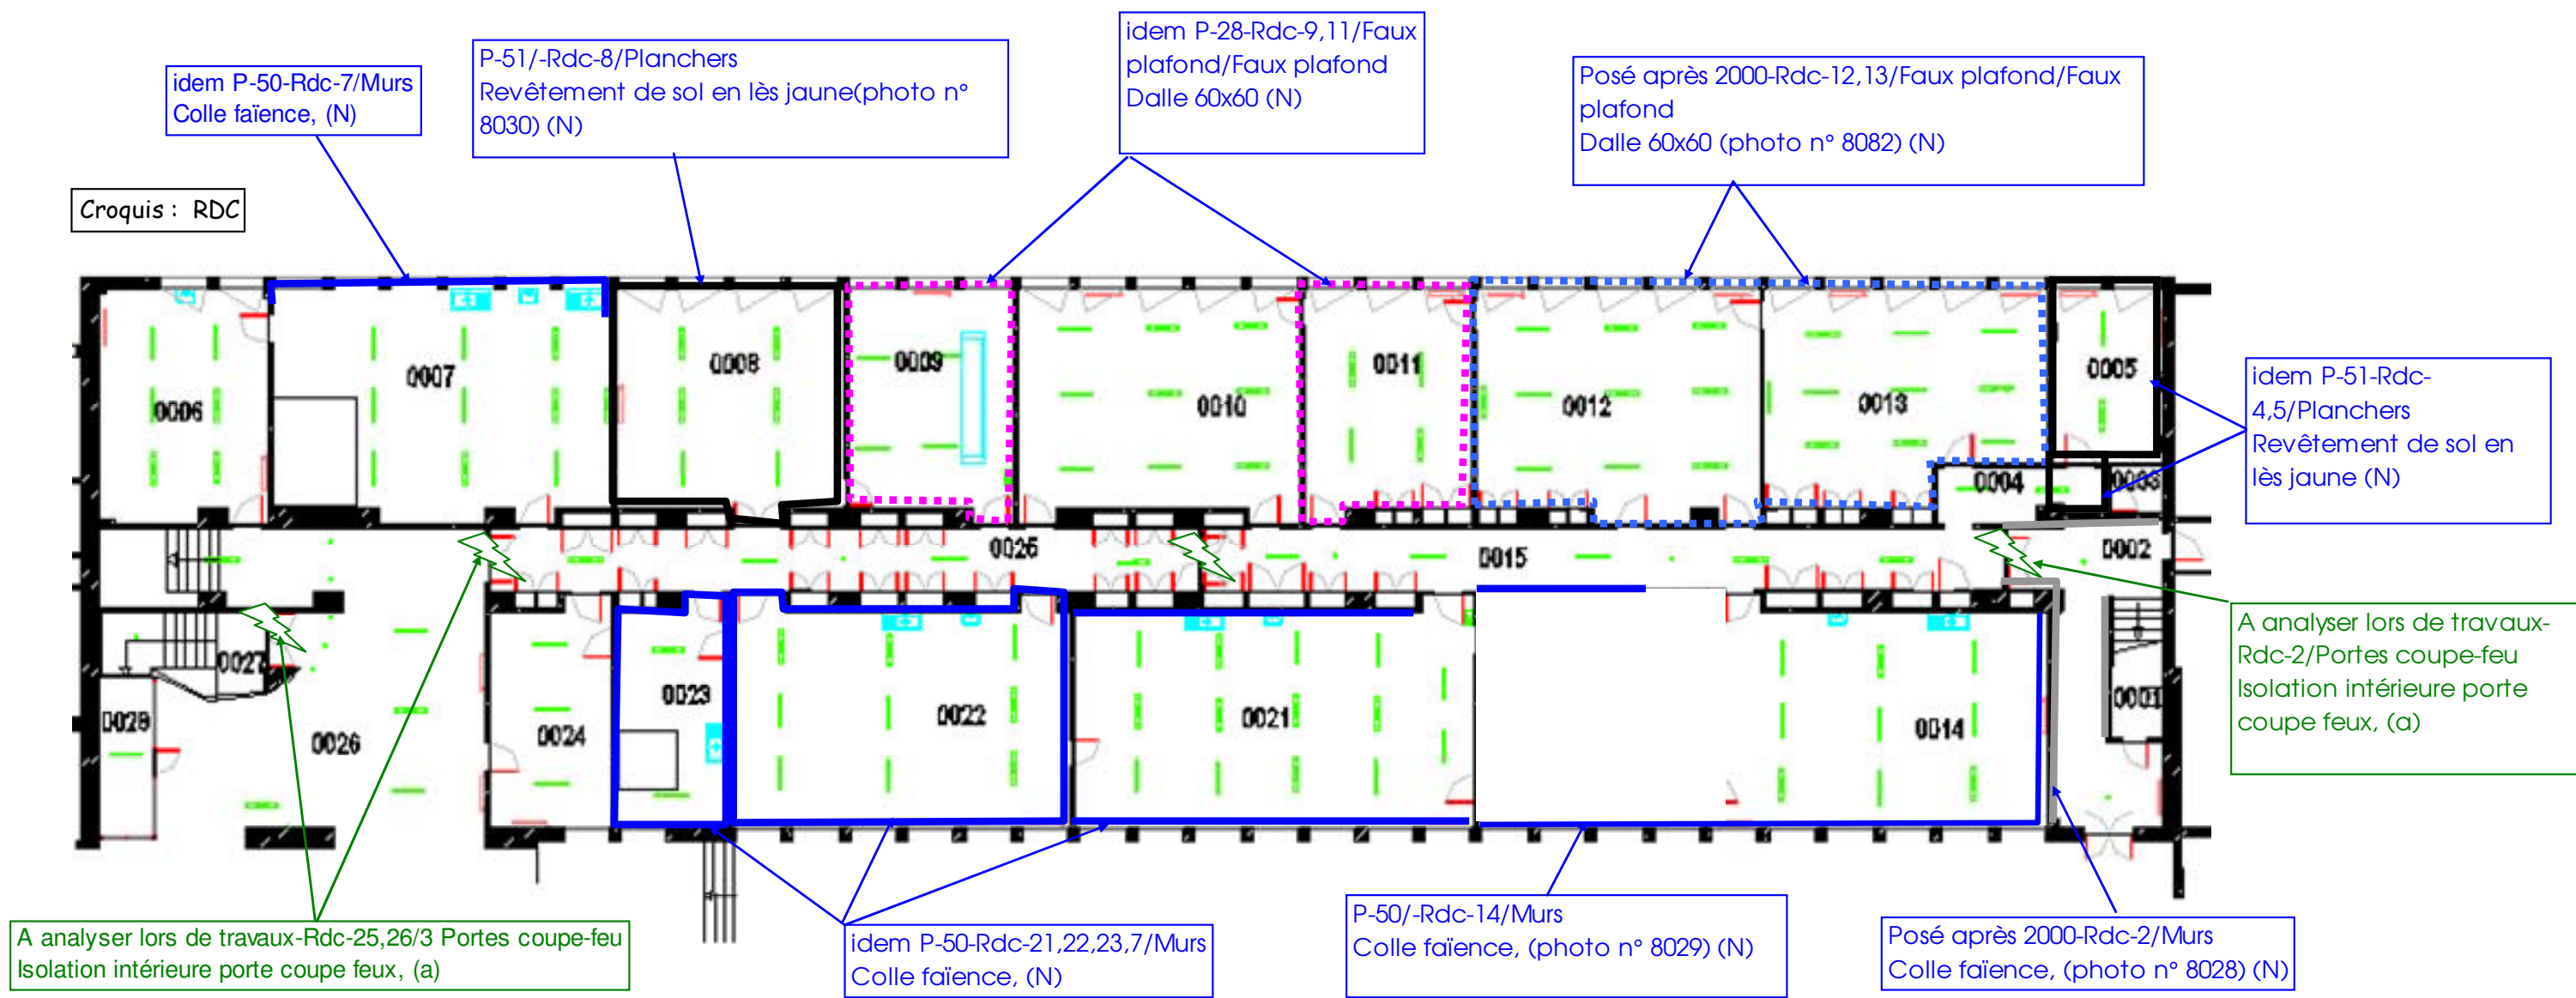 idem P-28-Rdc-9,11/Faux
plafond/Faux plafond
Dalle 60x60 (N)
P-51/-Rdc-8/Planchers
Revêtement de sol en lès jaune(photo n°
8030) (N)
idem P-50-Rdc-7/Murs
Colle faïence, (N)
Posé après 2000-Rdc-12,13/Faux plafond/Faux
plafond
Dalle 60x60 (photo n° 8082) (N)
Croquis : RDC
0006
0007
0008
0009
0010
0011
0012
0013
0005
idem P-51-Rdc-
4,5/Planchers
Revêtement de sol en
lès jaune (N)
0004
0003
0025
0015
0002
0027
0028
0026
0024
0023
0022
0021
0014
0001
A analyser lors de travaux-
Rdc-2/Portes coupe-feu
Isolation intérieure porte
coupe feux, (a)
A analyser lors de travaux-Rdc-25,26/3 Portes coupe-feu
Isolation intérieure porte coupe feux, (a)
idem P-50-Rdc-21,22,23,7/Murs
Colle faïence, (N)
P-50/-Rdc-14/Murs
Colle faïence, (photo n° 8029) (N)
Posé après 2000-Rdc-2/Murs
Colle faïence, (photo n° 8028) (N)